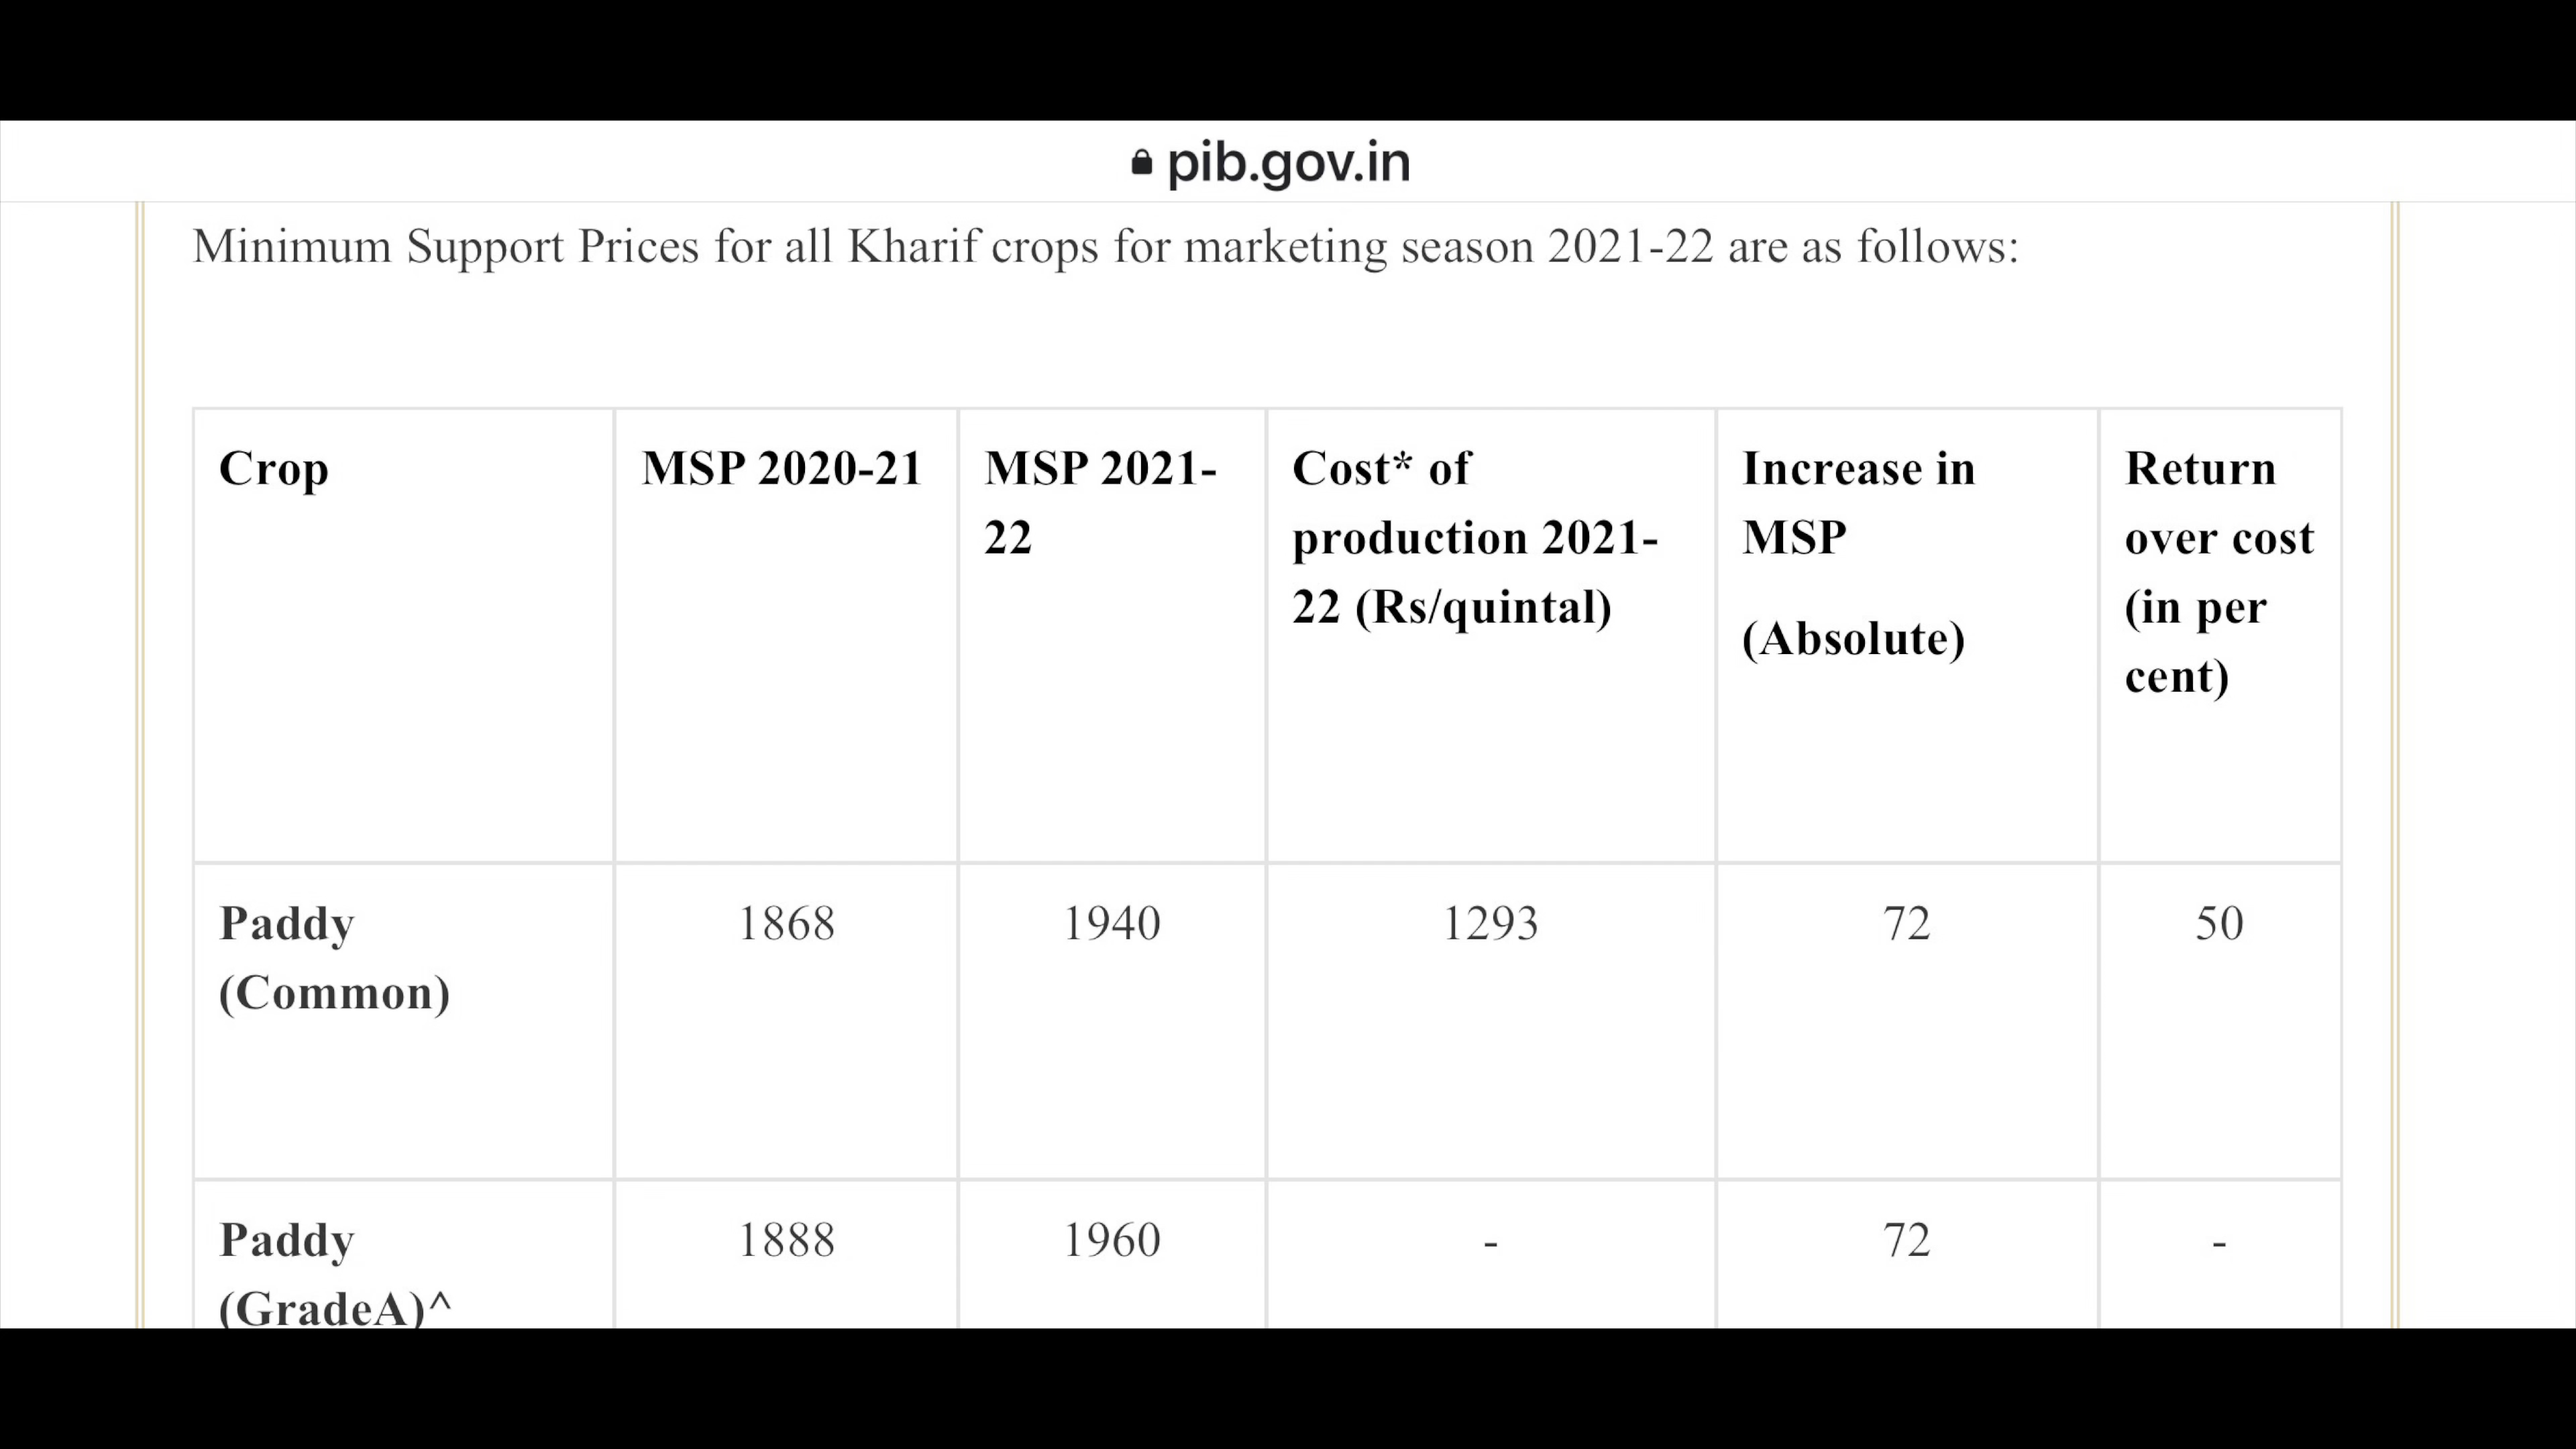 pib.gov.in
Minimum Support Prices for all Kharif crops for marketing season 2021-22 are as follows:
Crop
MSP 2020-21
MSP 2021-
22
Cost* of
production 2021-
22 (Rs/quintal)
Increase in
MSP
(Absolute)
Return
over cost
(in per
cent)
Paddy
(Common)
1868
1940
1293
72
50
Paddy
(GradeA)^
1888
1960
-
72
-